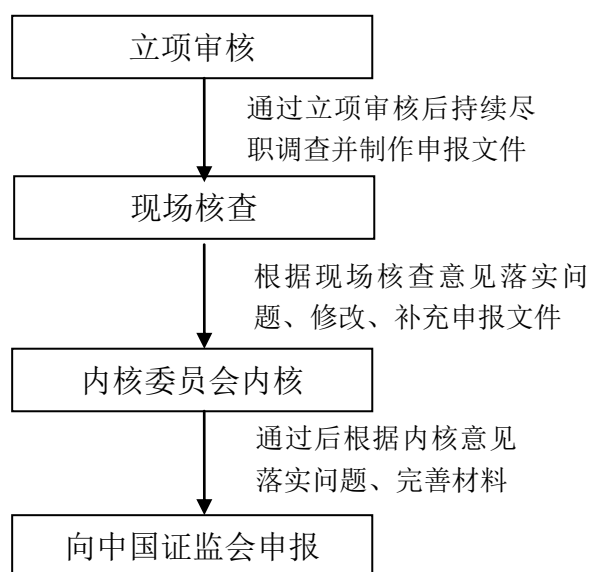 立项审核
通过立项审核后持续尽
职调查并制作申报文件
现场核查
根据现场核查意见落实问
题、修改、补充申报文件
内核委员会内核
通过后根据内核意见
落实问题、完善材料
向中国证监会申报